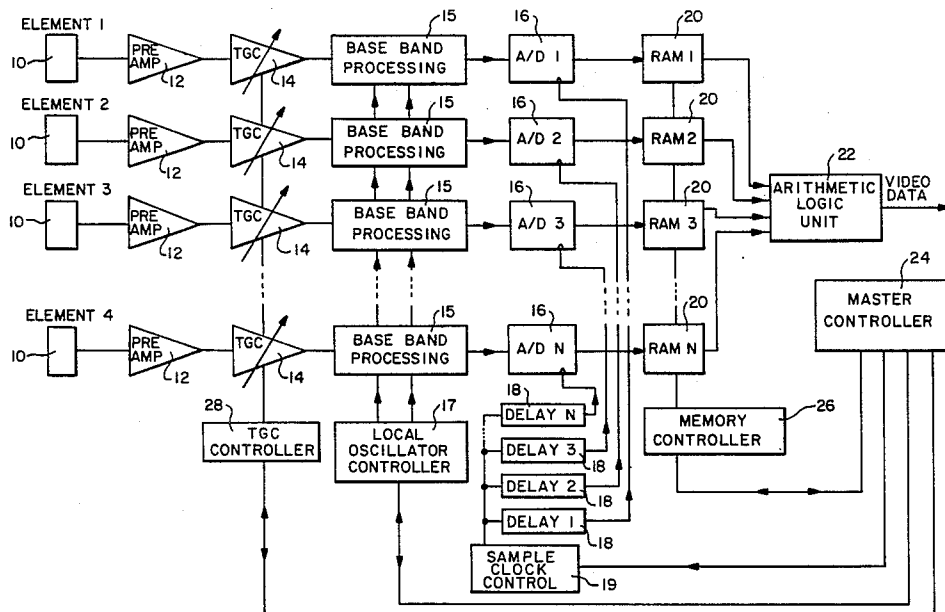 ELEMENT 1
10
PRE AMP
12
TGC
14
15
BASE BAND
PROCESSING
16
A/D 1
20
RAM 1
ELEMENT 2
10
PRE AMP
12
TGC
14
15
BASE BAND
PROCESSING
16
A/D 2
20
RAM 2
ELEMENT 3
10
PRE AMP
12
TGC
14
15
BASE BAND
PROCESSING
16
A/D 3
20
RAM 3
22
ARITHMETIC
LOGIC
UNIT
VIDEO
DATA
24
MASTER
CONTROLLER
ELEMENT 4
10
PRE AMP
12
TGC
14
15
BASE BAND
PROCESSING
16
A/D N
20
RAM N
28
TGC
CONTROLLER
17
LOCAL
OSCILLATOR
CONTROLLER
18
DELAY N
DELAY 3
18
DELAY 2
18
DELAY 1
18
SAMPLE
CLOCK
CONTROL
19
MEMORY
CONTROLLER
26